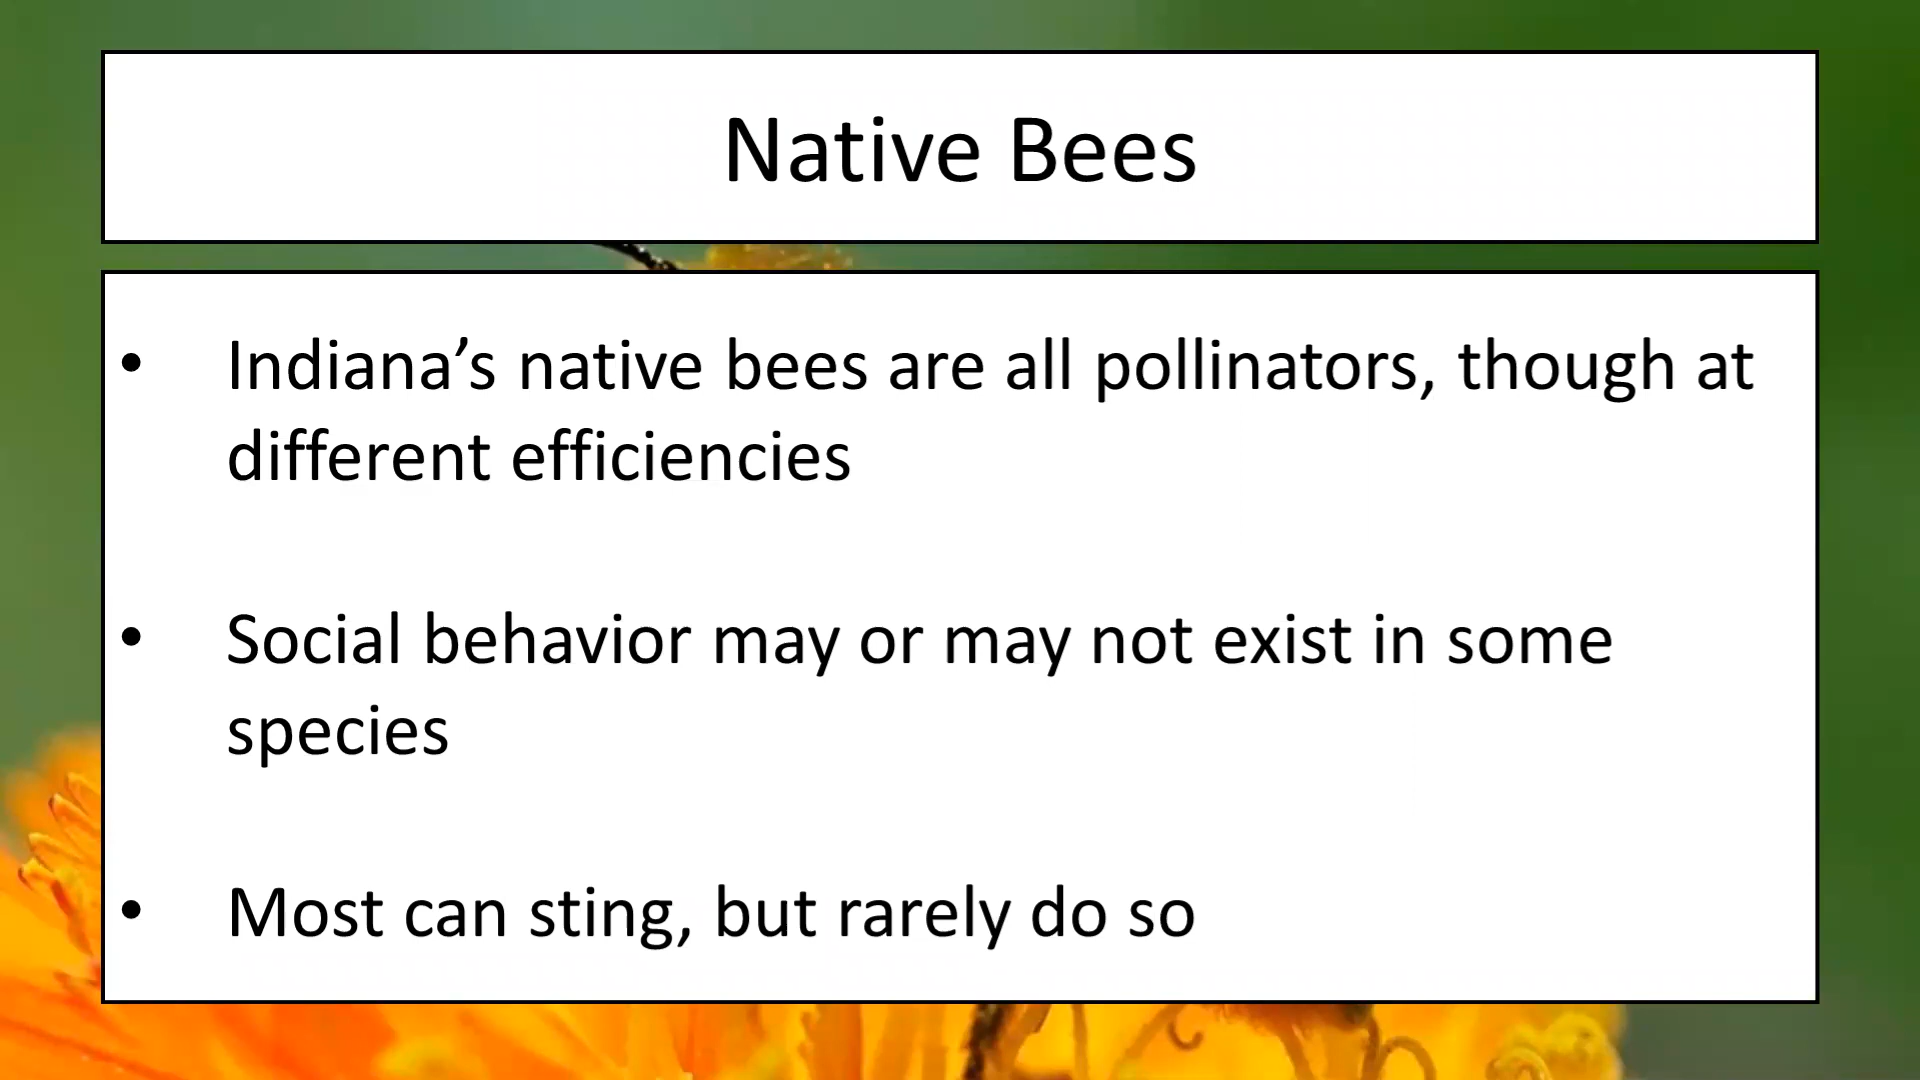 Native Bees
• Indiana’s native bees are all pollinators, though at
different efficiencies
• Social behavior may or may not exist in some
species
• Most can sting, but rarely do so